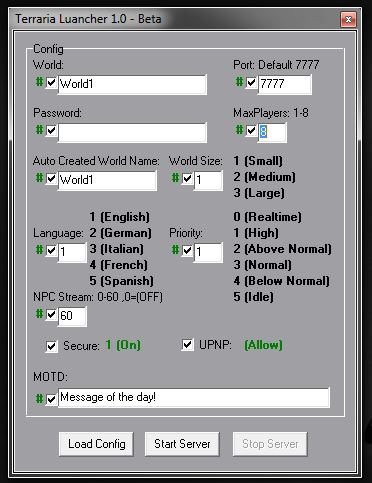 Terraria Luancher 1.0 - Beta
Config
World:
Port: Default 7777
# World1
# 7777
Password:
MaxPlayers: 1-8
#
# 8
Auto Created World Name:
World Size:
1 (Small)
2 (Medium)
3 (Large)
# World1
# 1
Language:
1 (English)
2 (German)
3 (Italian)
4 (French)
5 (Spanish)
# 1
Priority:
0 (Realtime)
1 (High)
2 (Above Normal)
3 (Normal)
4 (Below Normal)
5 (Idle)
# 1
NPC Stream: 0-60 ,0=(OFF)
# 60
Secure: 1 (On)
UPNP: (Allow)
MOTD:
# Message of the day!
Load Config
Start Server
Stop Server